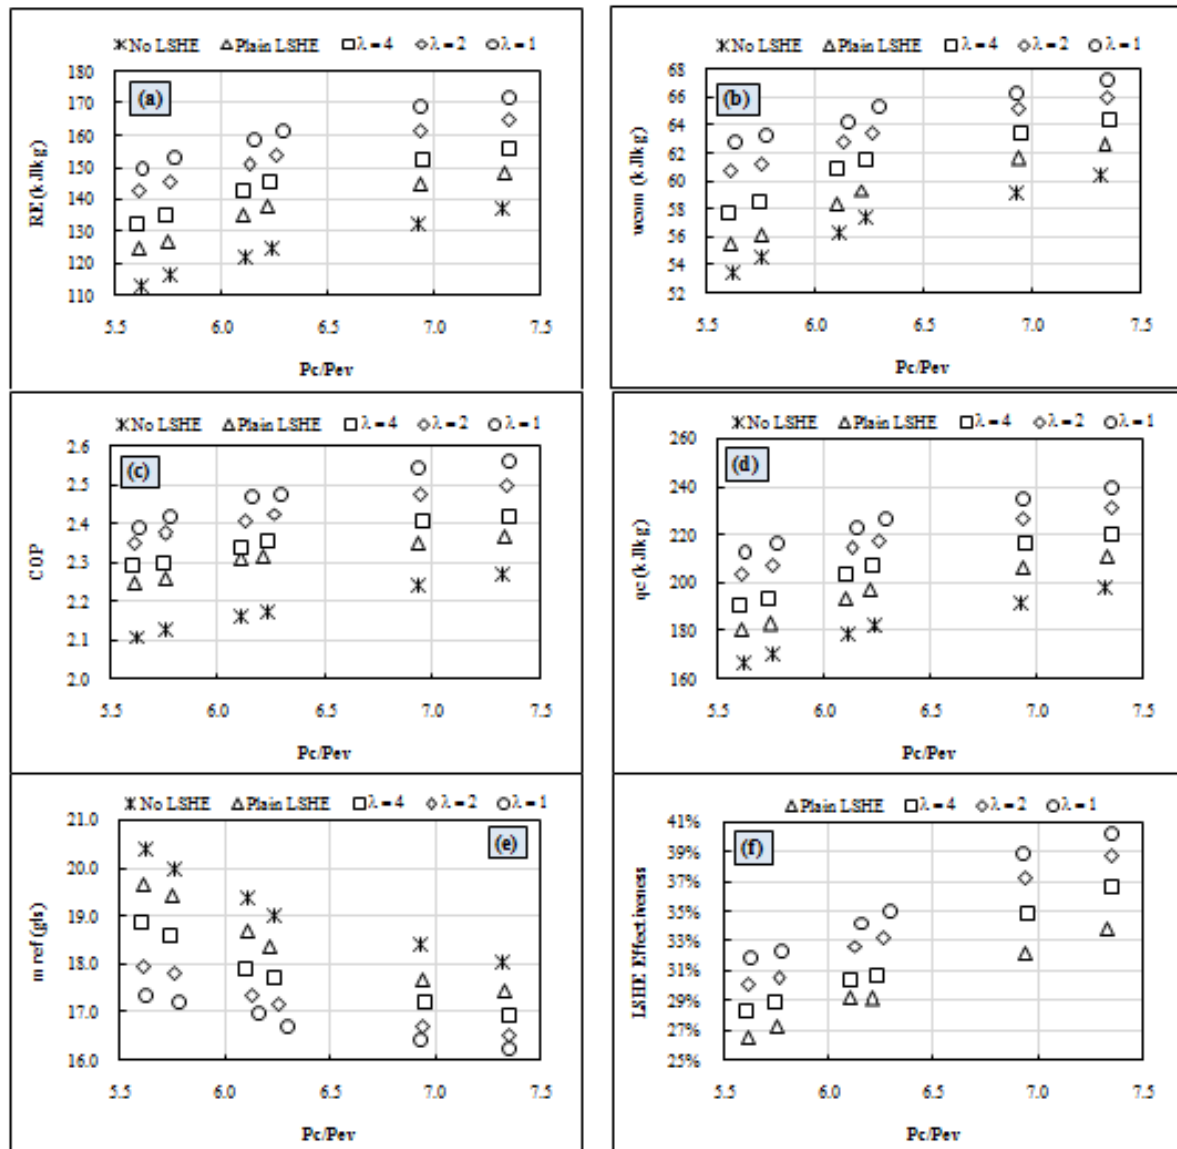 No LSHE Plain LSHE λ = 4 λ = 2 λ = 1
180
170
160
150
140
130
120
110
(a)
RE (kJ/kg)
5.5 6.0 6.5 7.0 7.5
Pc/Pev
No LSHE Plain LSHE λ = 4 λ = 2 λ = 1
68
66
64
62
60
58
56
54
52
(b)
wcom (kJ/kg)
5.5 6.0 6.5 7.0 7.5
Pc/Pev
No LSHE Plain LSHE λ = 4 λ = 2 λ = 1
2.6
2.5
2.4
2.3
2.2
2.1
2.0
(c)
COP
5.5 6.0 6.5 7.0 7.5
Pc/Pev
No LSHE Plain LSHE λ = 4 λ = 2 λ = 1
260
240
220
200
180
160
(d)
qc (kJ/kg)
5.5 6.0 6.5 7.0 7.5
Pc/Pev
No LSHE Plain LSHE λ = 4 λ = 2 λ = 1
21.0
20.0
19.0
18.0
17.0
16.0
(e)
m ref (g/s)
5.5 6.0 6.5 7.0 7.5
Pc/Pev
Plain LSHE λ = 4 λ = 2 λ = 1
41%
39%
37%
35%
33%
31%
29%
27%
25%
(f)
LSHE Effectiveness
5.5 6.0 6.5 7.0 7.5
Pc/Pev